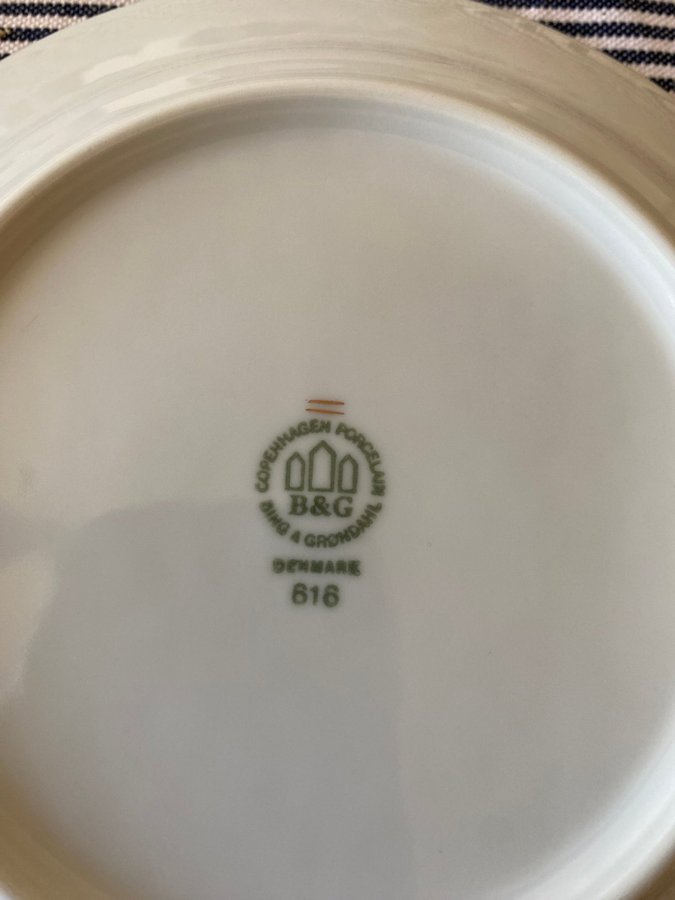 COPENHAGEN PORCELAIN
B&G
BING & GRØNDAHL
DENMARK
616